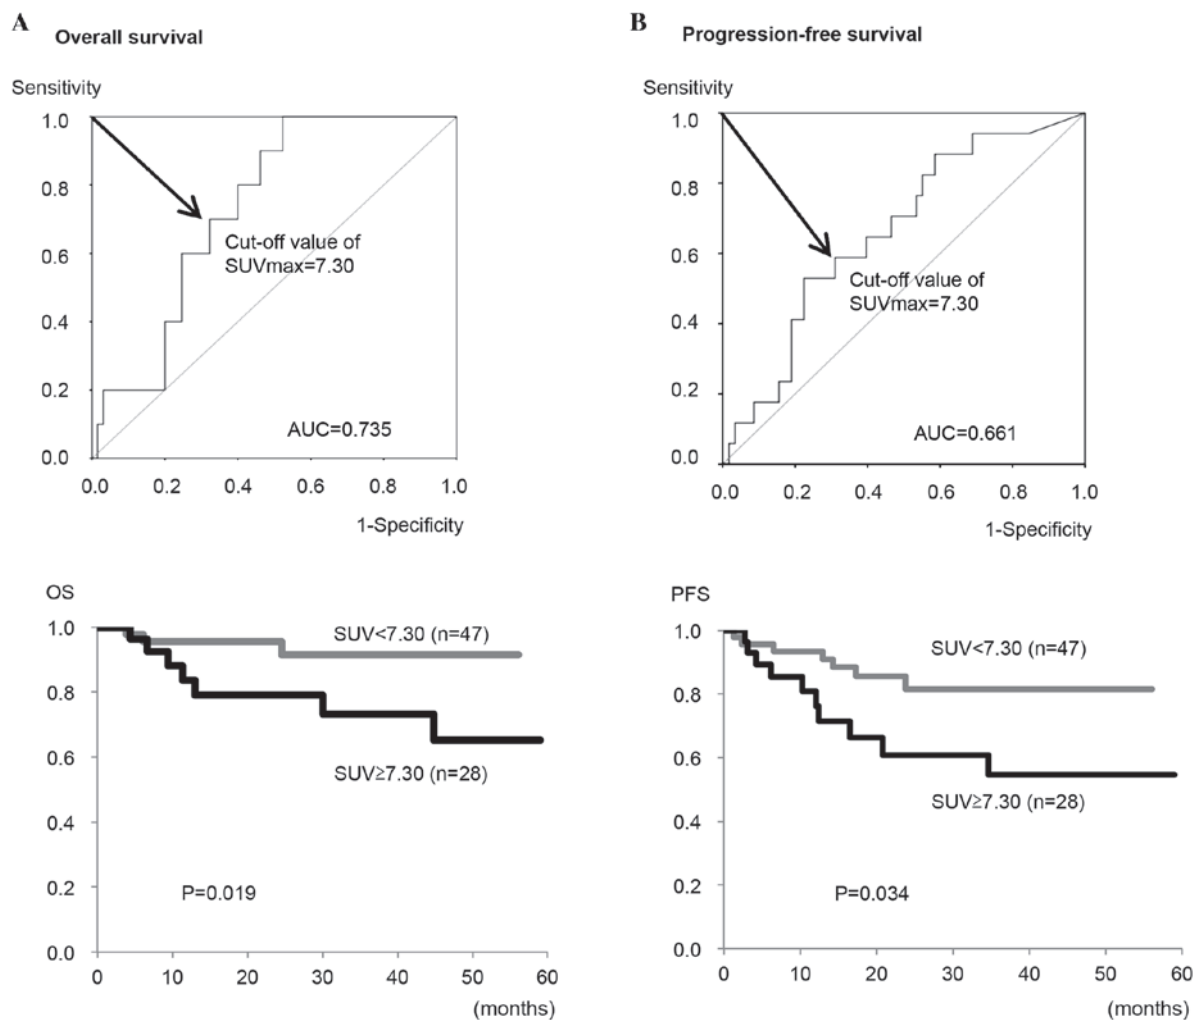 A
Overall survival
Sensitivity
1.0
0.8
0.6
0.4
0.2
0.0
Cut-off value of
SUVmax=7.30
AUC=0.735
0.0 0.2 0.4 0.6 0.8 1.0
1-Specificity
B
Progression-free survival
Sensitivity
1.0
0.8
0.6
0.4
0.2
0.0
Cut-off value of
SUVmax=7.30
AUC=0.661
0.0 0.2 0.4 0.6 0.8 1.0
1-Specificity
OS
1.0
0.8
0.6
0.4
0.2
0.0
SUV<7.30 (n=47)
SUV≥7.30 (n=28)
P=0.019
0 10 20 30 40 50 60
(months)
PFS
1.0
0.8
0.6
0.4
0.2
0.0
SUV<7.30 (n=47)
SUV≥7.30 (n=28)
P=0.034
0 10 20 30 40 50 60
(months)